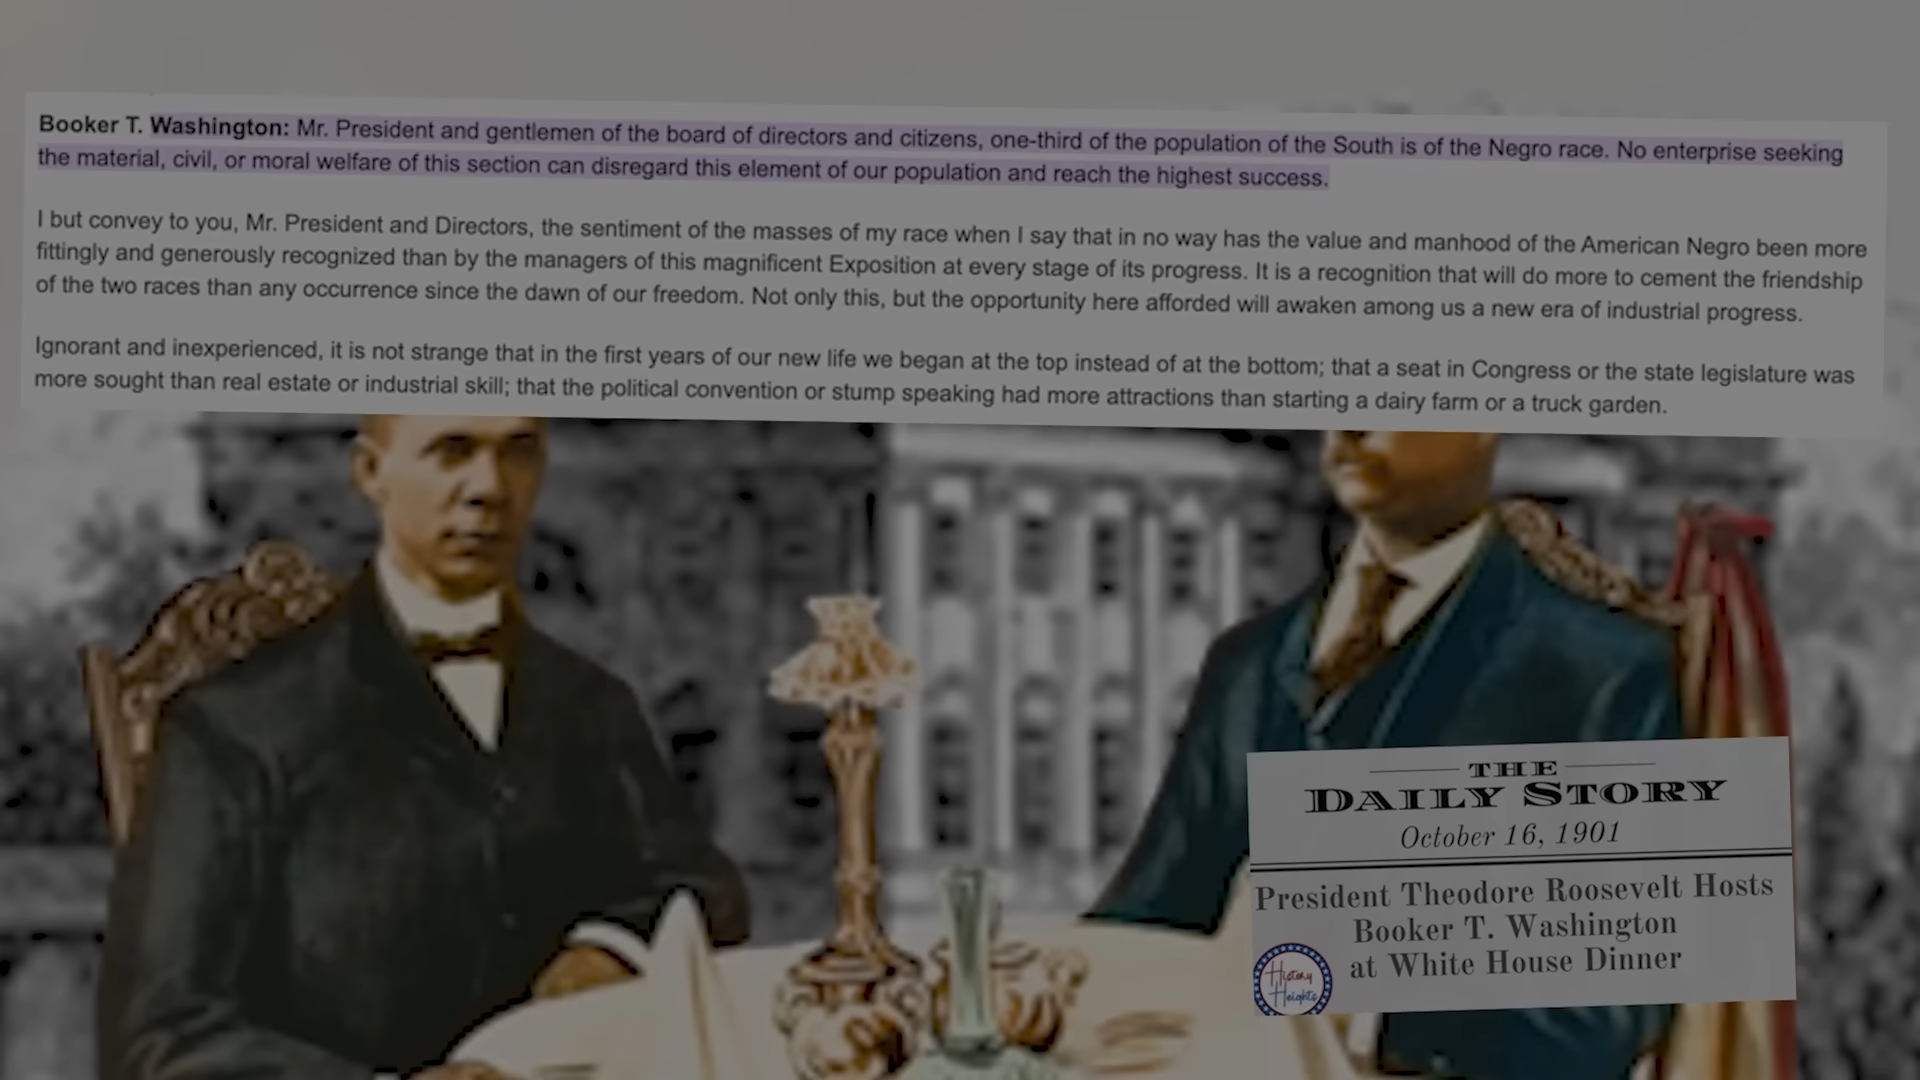 Booker T. Washington: Mr. President and gentlemen of the board of directors and citizens, one-third of the population of the South is of the Negro race. No enterprise seeking
the material, civil, or moral welfare of this section can disregard this element of our population and reach the highest success.
I but convey to you, Mr. President and Directors, the sentiment of the masses of my race when I say that in no way has the value and manhood of the American Negro been more
fittingly and generously recognized than by the managers of this magnificent Exposition at every stage of its progress. It is a recognition that will do more to cement the friendship
of the two races than any occurrence since the dawn of our freedom. Not only this, but the opportunity here afforded will awaken among us a new era of industrial progress.
Ignorant and inexperienced, it is not strange that in the first years of our new life we began at the top instead of at the bottom; that a seat in Congress or the state legislature was
more sought than real estate or industrial skill; that the political convention or stump speaking had more attractions than starting a dairy farm or a truck garden.
THE
DAILY STORY
October 16, 1901
President Theodore Roosevelt Hosts
Booker T. Washington
at White House Dinner
History
Heights